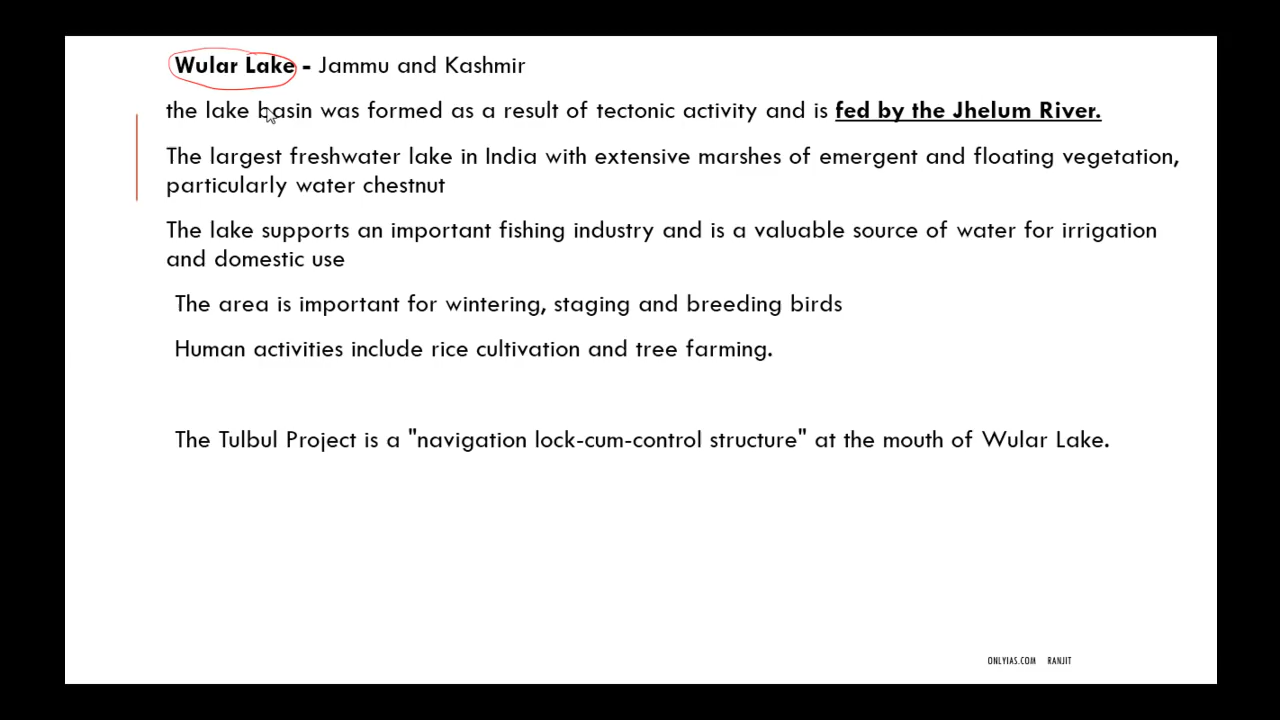 Wular Lake - Jammu and Kashmir
the lake basin was formed as a result of tectonic activity and is fed by the Jhelum River.
The largest freshwater lake in India with extensive marshes of emergent and floating vegetation,
particularly water chestnut
The lake supports an important fishing industry and is a valuable source of water for irrigation
and domestic use
The area is important for wintering, staging and breeding birds
Human activities include rice cultivation and tree farming.
The Tulbul Project is a "navigation lock-cum-control structure" at the mouth of Wular Lake.
ONLYIAS.COM RANJIT